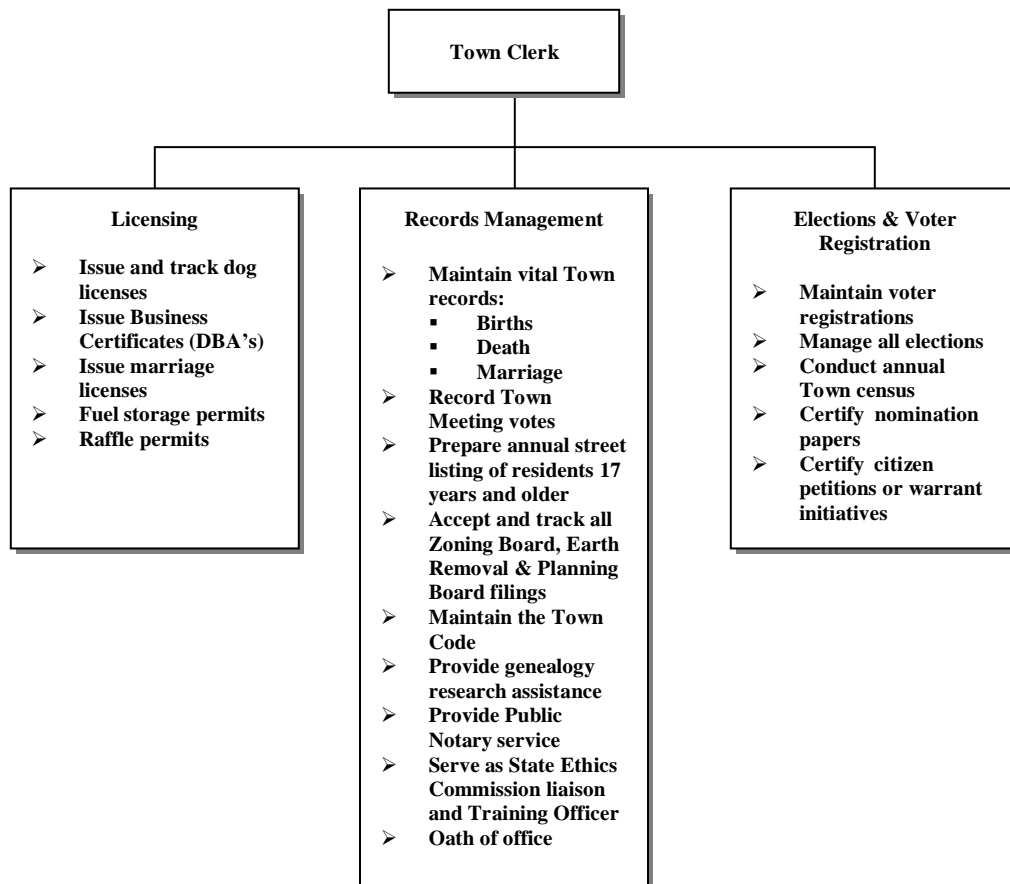 Town Clerk
Licensing
➢ Issue and track dog
licenses
➢ Issue Business
Certificates (DBA’s)
➢ Issue marriage
licenses
➢ Fuel storage permits
➢ Raffle permits
Records Management
➢ Maintain vital Town
records:
▪ Births
▪ Death
▪ Marriage
➢ Record Town
Meeting votes
➢ Prepare annual street
listing of residents 17
years and older
➢ Accept and track all
Zoning Board, Earth
Removal & Planning
Board filings
➢ Maintain the Town
Code
➢ Provide genealogy
research assistance
➢ Provide Public
Notary service
➢ Serve as State Ethics
Commission liaison
and Training Officer
➢ Oath of office
Elections & Voter
Registration
➢ Maintain voter
registrations
➢ Manage all elections
➢ Conduct annual
Town census
➢ Certify nomination
papers
➢ Certify citizen
petitions or warrant
initiatives